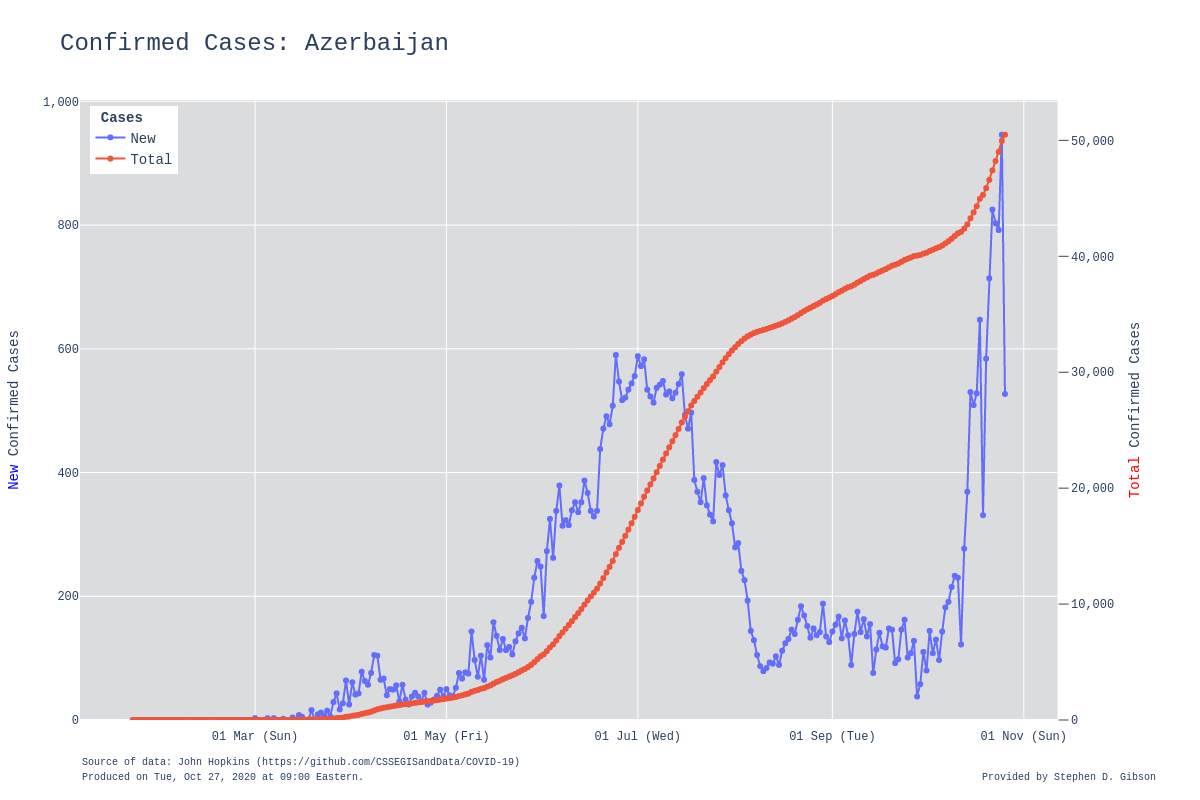 Confirmed Cases: Azerbaijan
Cases
New
Total
1,000
800
600
400
200
0
50,000
40,000
30,000
20,000
10,000
0
New Confirmed Cases
Total Confirmed Cases
01 Mar (Sun)
01 May (Fri)
01 Jul (Wed)
01 Sep (Tue)
01 Nov (Sun)
Source of data: John Hopkins (https://github.com/CSSEGISandData/COVID-19)
Produced on Tue, Oct 27, 2020 at 09:00 Eastern.
Provided by Stephen D. Gibson